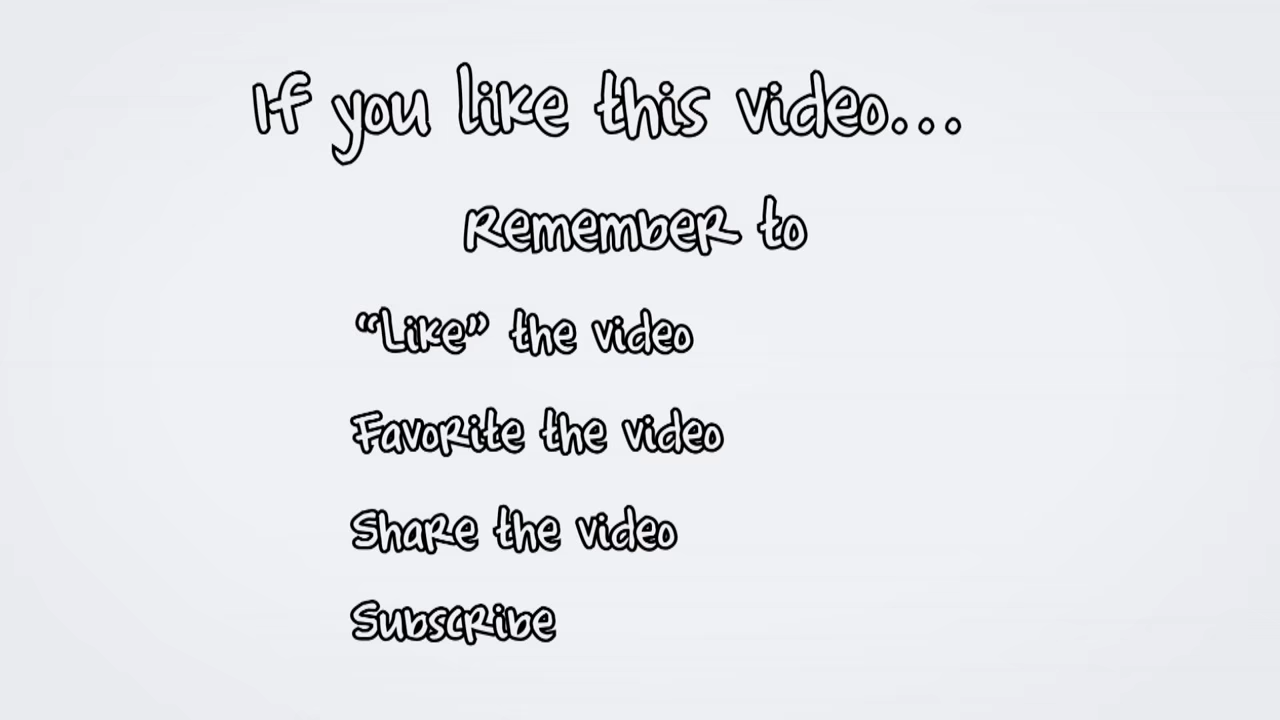 If you like this video...
Remember to
“Like” the video
Favorite the video
Share the video
Subscribe